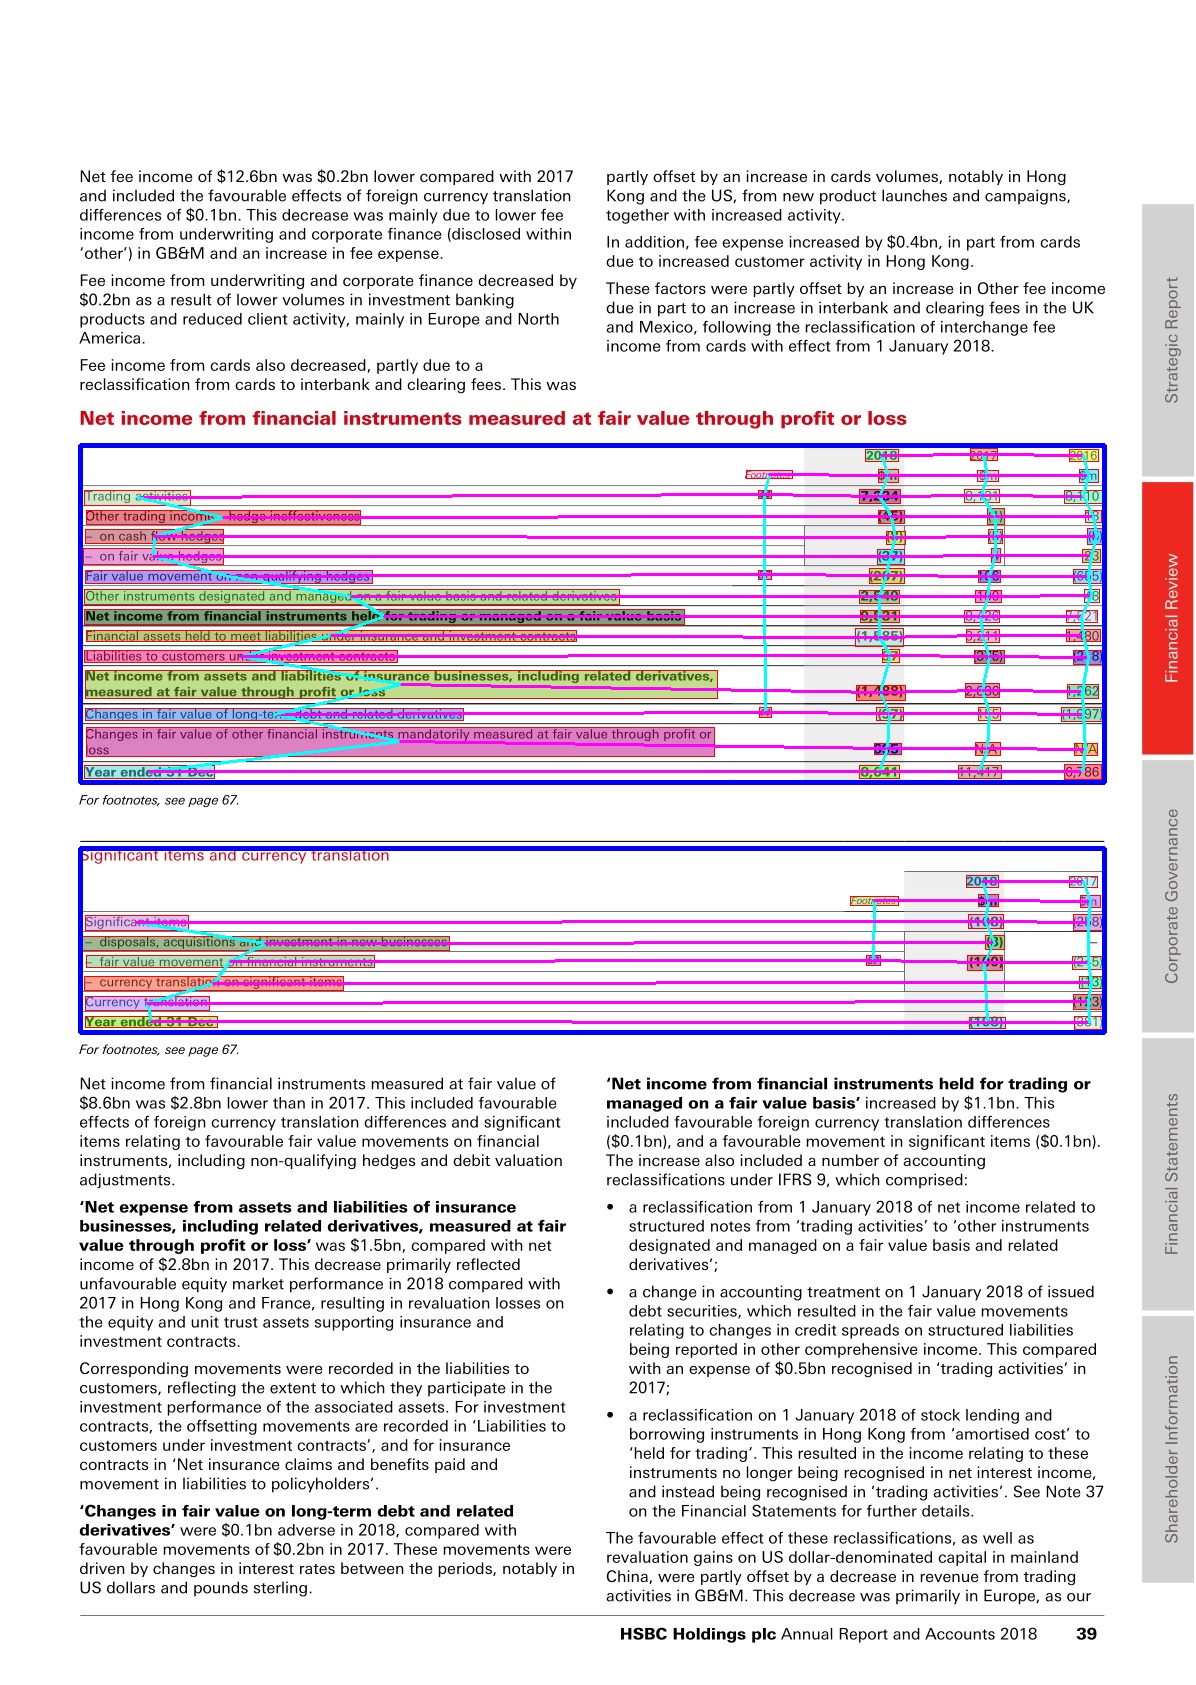 Net fee income of $12.6bn was $0.2bn lower compared with 2017
and included the favourable effects of foreign currency translation
differences of $0.1bn. This decrease was mainly due to lower fee
income from underwriting and corporate finance (disclosed within
‘other’) in GB&M and an increase in fee expense.
Fee income from underwriting and corporate finance decreased by
$0.2bn as a result of lower volumes in investment banking
products and reduced client activity, mainly in Europe and North
America.
Fee income from cards also decreased, partly due to a
reclassification from cards to interbank and clearing fees. This was
partly offset by an increase in cards volumes, notably in Hong
Kong and the US, from new product launches and campaigns,
together with increased activity.
In addition, fee expense increased by $0.4bn, in part from cards
due to increased customer activity in Hong Kong.
These factors were partly offset by an increase in Other fee income
due in part to an increase in interbank and clearing fees in the UK
and Mexico, following the reclassification of interchange fee
income from cards with effect from 1 January 2018.
Net income from financial instruments measured at fair value through profit or loss
2018 2017 2016
Footnotes $m $m $m
Trading activities
Other trading income – hedge ineffectiveness
– on cash flow hedges
– on fair value hedges (37) 23
Fair value movement on non-qualifying hedges
Other instruments designated and managed on a fair value basis and related derivatives
Net income from financial instruments held for trading or managed on a fair value basis
Financial assets held to meet liabilities under insurance and investment contracts (1,585)
Liabilities to customers under investment contracts
Net income from assets and liabilities of insurance businesses, including related derivatives,
measured at fair value through profit or loss (1,488) 1,262
Changes in fair value of long-term debt and related derivatives (97) 155 (1,997)
Changes in fair value of other financial instruments mandatorily measured at fair value through profit or
loss N/A N/A
Year ended 31 Dec 8,641 11,417 9,786
For footnotes, see page 67.
Significant items and currency translation
2018 2017
Footnotes $m $m
Significant items (108) (258)
– disposals, acquisitions and investment in new businesses (8) –
– fair value movement on financial instruments (100) (245)
– currency translation on significant items (13)
Currency translation (123)
Year ended 31 Dec (108) (381)
For footnotes, see page 67.
Net income from financial instruments measured at fair value of
$8.6bn was $2.8bn lower than in 2017. This included favourable
effects of foreign currency translation differences and significant
items relating to favourable fair value movements on financial
instruments, including non-qualifying hedges and debit valuation
adjustments.
‘Net expense from assets and liabilities of insurance
businesses, including related derivatives, measured at fair
value through profit or loss’ was $1.5bn, compared with net
income of $2.8bn in 2017. This decrease primarily reflected
unfavourable equity market performance in 2018 compared with
2017 in Hong Kong and France, resulting in revaluation losses on
the equity and unit trust assets supporting insurance and
investment contracts.
Corresponding movements were recorded in the liabilities to
customers, reflecting the extent to which they participate in the
investment performance of the associated assets. For investment
contracts, the offsetting movements are recorded in ‘Liabilities to
customers under investment contracts’, and for insurance
contracts in ‘Net insurance claims and benefits paid and
movement in liabilities to policyholders’.
‘Changes in fair value on long-term debt and related
derivatives’ were $0.1bn adverse in 2018, compared with
favourable movements of $0.2bn in 2017. These movements were
driven by changes in interest rates between the periods, notably in
US dollars and pounds sterling.
‘Net income from financial instruments held for trading or
managed on a fair value basis’ increased by $1.1bn. This
included favourable foreign currency translation differences
($0.1bn), and a favourable movement in significant items ($0.1bn).
The increase also included a number of accounting
reclassifications under IFRS 9, which comprised:
• a reclassification from 1 January 2018 of net income related to
structured notes from ‘trading activities’ to ‘other instruments
designated and managed on a fair value basis and related
derivatives’;
• a change in accounting treatment on 1 January 2018 of issued
debt securities, which resulted in the fair value movements
relating to changes in credit spreads on structured liabilities
being reported in other comprehensive income. This compared
with an expense of $0.5bn recognised in ‘trading activities’ in
2017;
• a reclassification on 1 January 2018 of stock lending and
borrowing instruments in Hong Kong from ‘amortised cost’ to
‘held for trading’. This resulted in the income relating to these
instruments no longer being recognised in net interest income,
and instead being recognised in ‘trading activities’. See Note 37
on the Financial Statements for further details.
The favourable effect of these reclassifications, as well as
revaluation gains on US dollar-denominated capital in mainland
China, were partly offset by a decrease in revenue from trading
activities in GB&M. This decrease was primarily in Europe, as our
HSBC Holdings plc Annual Report and Accounts 2018 39
Strategic Report
Financial Review
Corporate Governance
Financial Statements
Shareholder Information